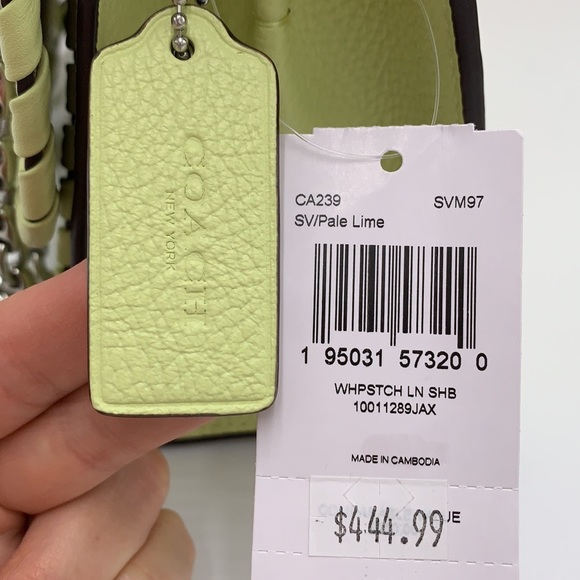 COACH
NEW YORK
CA239 SVM97
SV/Pale Lime
1 95031 57320 0
WHPSTCH LN SHB
10011289JAX
MADE IN CAMBODIA
$444.99